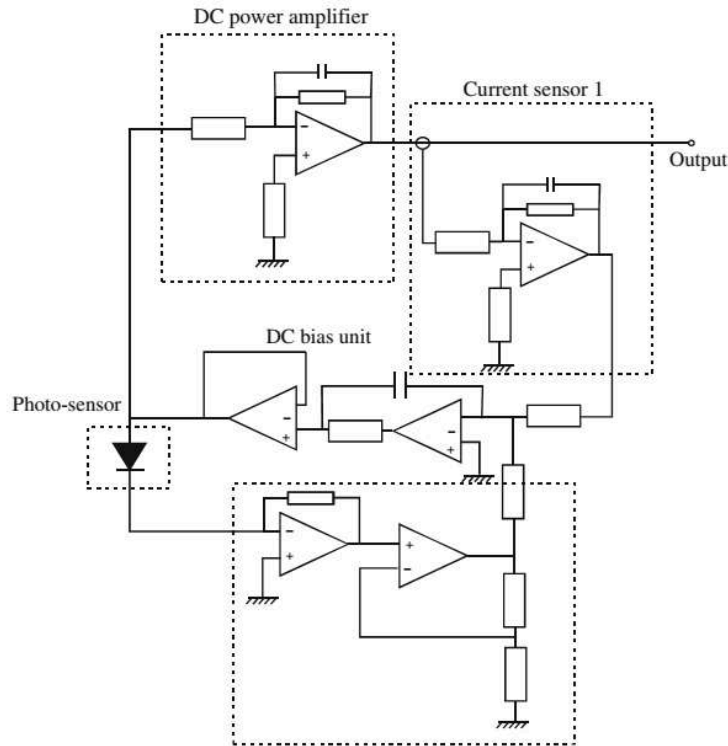 DC power amplifier
Current sensor 1
Output
DC bias unit
Photo-sensor